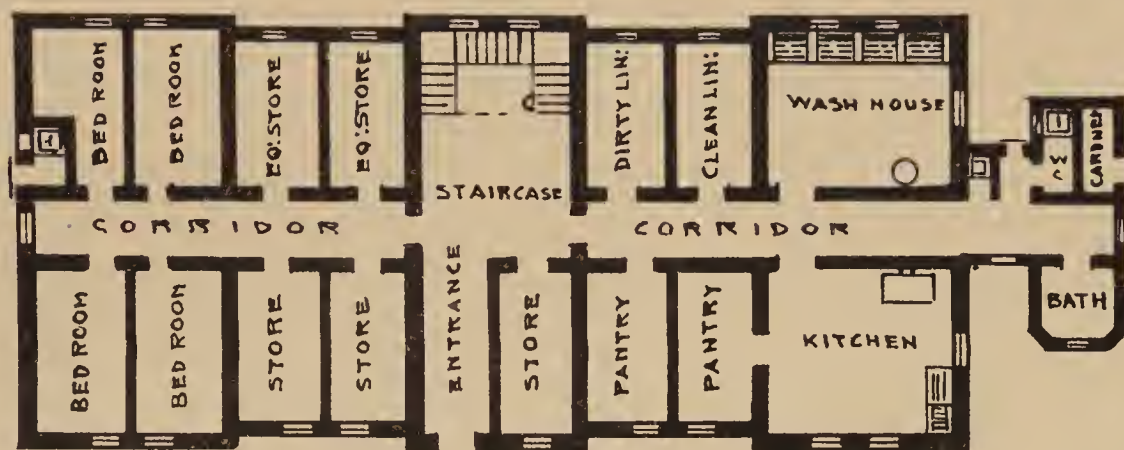 BED ROOM
BED ROOM
EQ: STORE
EQ: STORE
STAIRCASE
DIRTY LIN:
CLEAN LIN:
WASH HOUSE
W C
CORRIDOR
CORRIDOR
BED ROOM
BED ROOM
STORE
STORE
ENTRANCE
STORE
PANTRY
PANTRY
KITCHEN
BATH